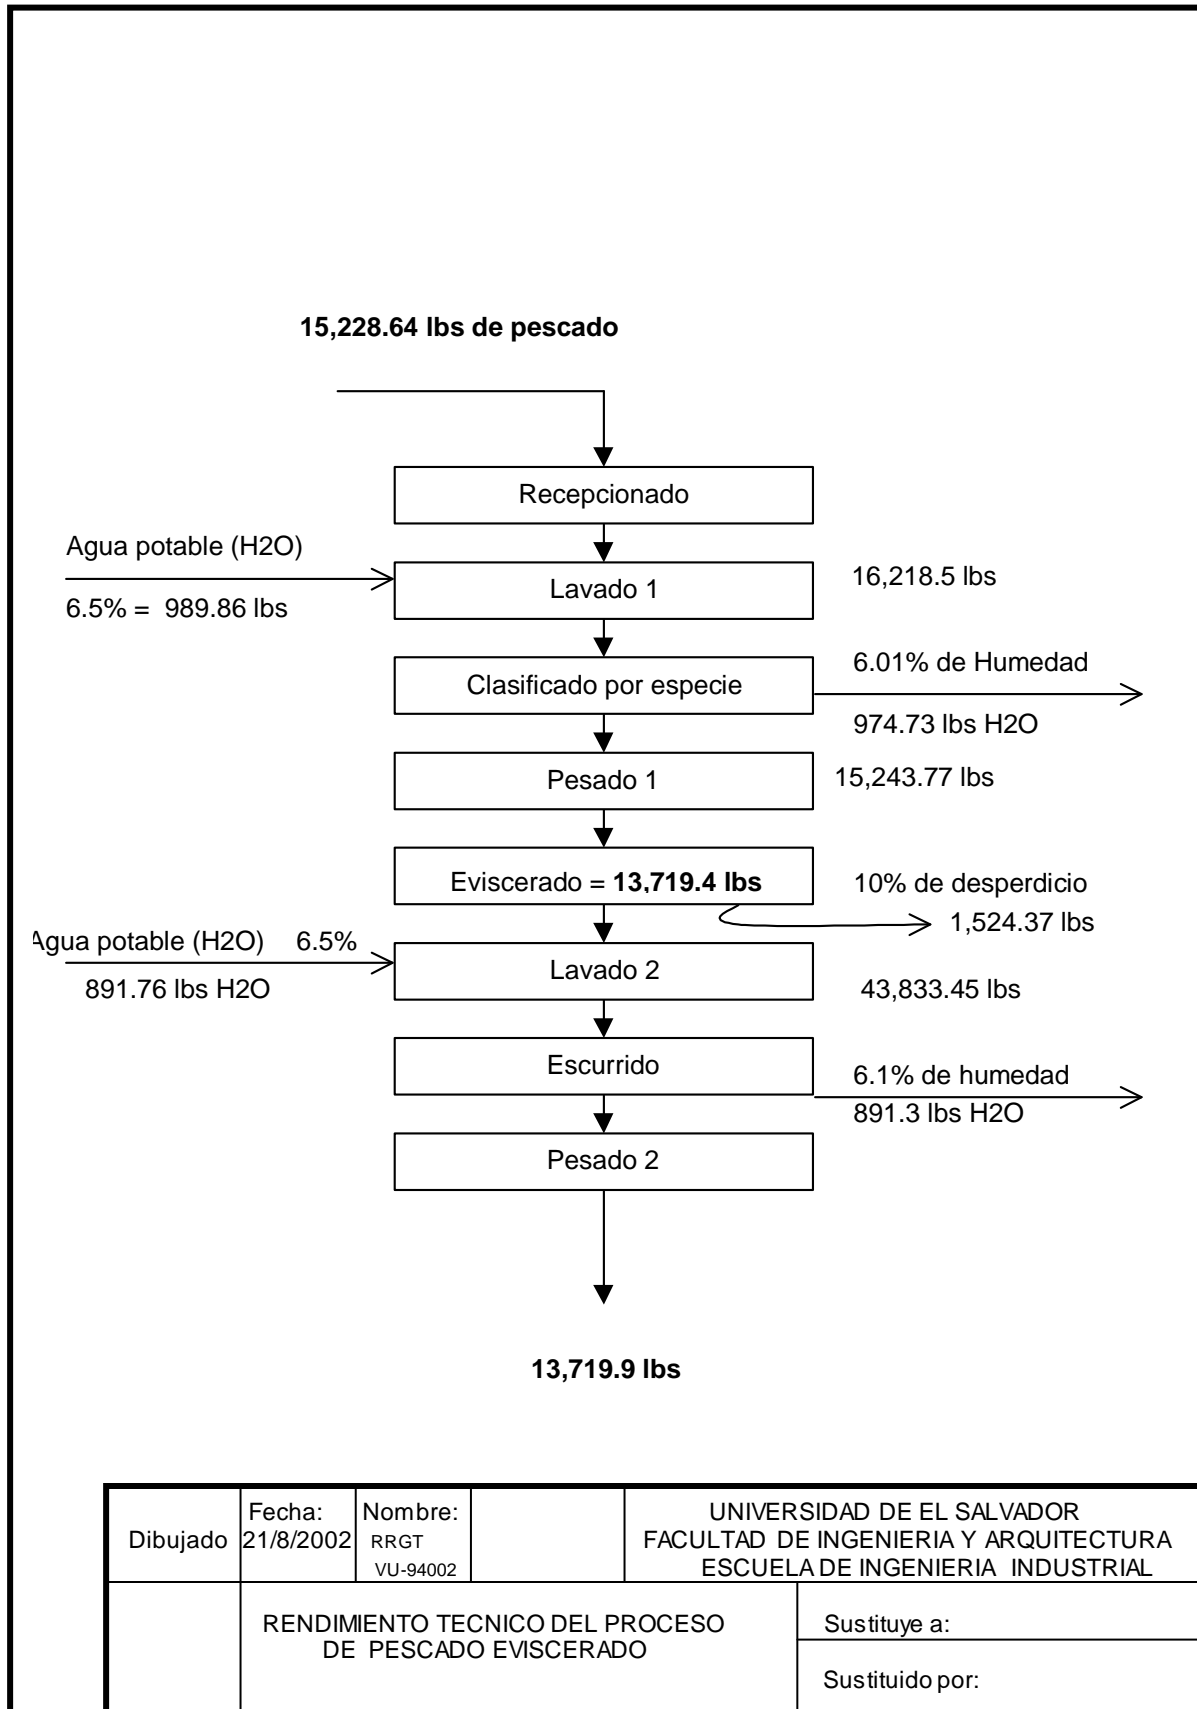 15,228.64 lbs de pescado
Recepcionado
Agua potable (H2O)
6.5% = 989.86 lbs
Lavado 1
16,218.5 lbs
Clasificado por especie
6.01% de Humedad
974.73 lbs H2O
Pesado 1
15,243.77 lbs
Eviscerado = 13,719.4 lbs
10% de desperdicio
1,524.37 lbs
Agua potable (H2O) 6.5%
891.76 lbs H2O
Lavado 2
43,833.45 lbs
Escurrido
6.1% de humedad
891.3 lbs H2O
Pesado 2
13,719.9 lbs
Dibujado
Fecha:
21/8/2002
Nombre:
RRGT
VU-94002
UNIVERSIDAD DE EL SALVADOR
FACULTAD DE INGENIERIA Y ARQUITECTURA
ESCUELA DE INGENIERIA INDUSTRIAL
RENDIMIENTO TECNICO DEL PROCESO
DE PESCADO EVISCERADO
Sustituye a:
Sustituido por: